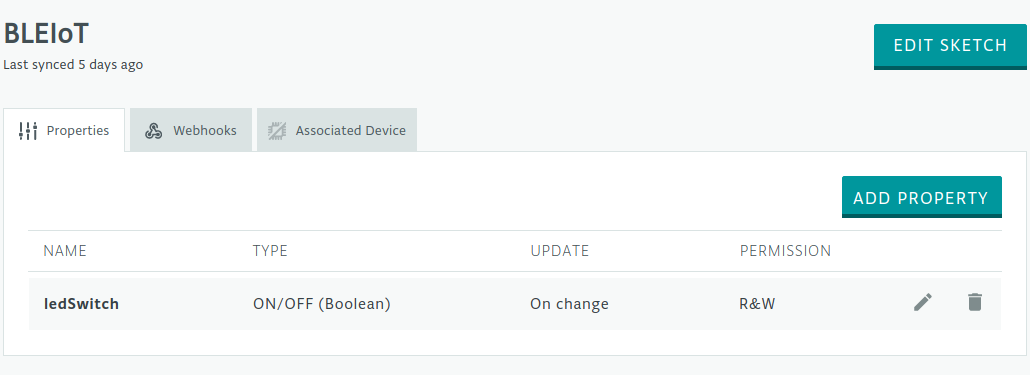 BLEIoT
EDIT SKETCH
Last synced 5 days ago
Properties Webhooks Associated Device
ADD PROPERTY
NAME TYPE UPDATE PERMISSION
ledSwitch ON/OFF (Boolean) On change R&W